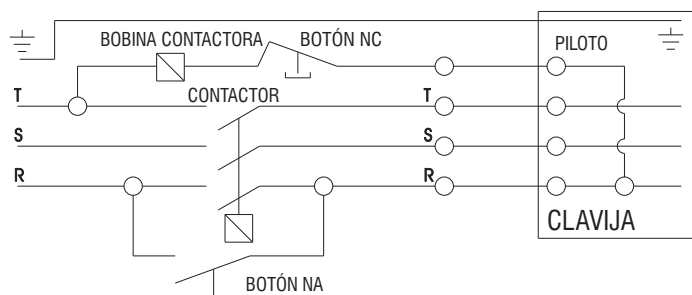 BOBINA CONTACTORA
BOTÓN NC
PILOTO
T
CONTACTOR
T
S
S
R
R
CLAVIJA
BOTÓN NA